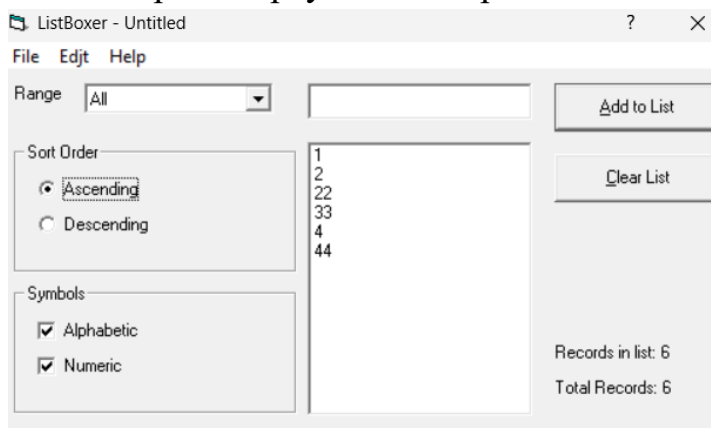 ListBoxer - Untitled ?
File Edjt Help
Range All
Add to List
Sort Order
Ascending
Descending
1
2
22
33
4
44
Clear List
Symbols
Alphabetic
Numeric
Records in list: 6
Total Records: 6